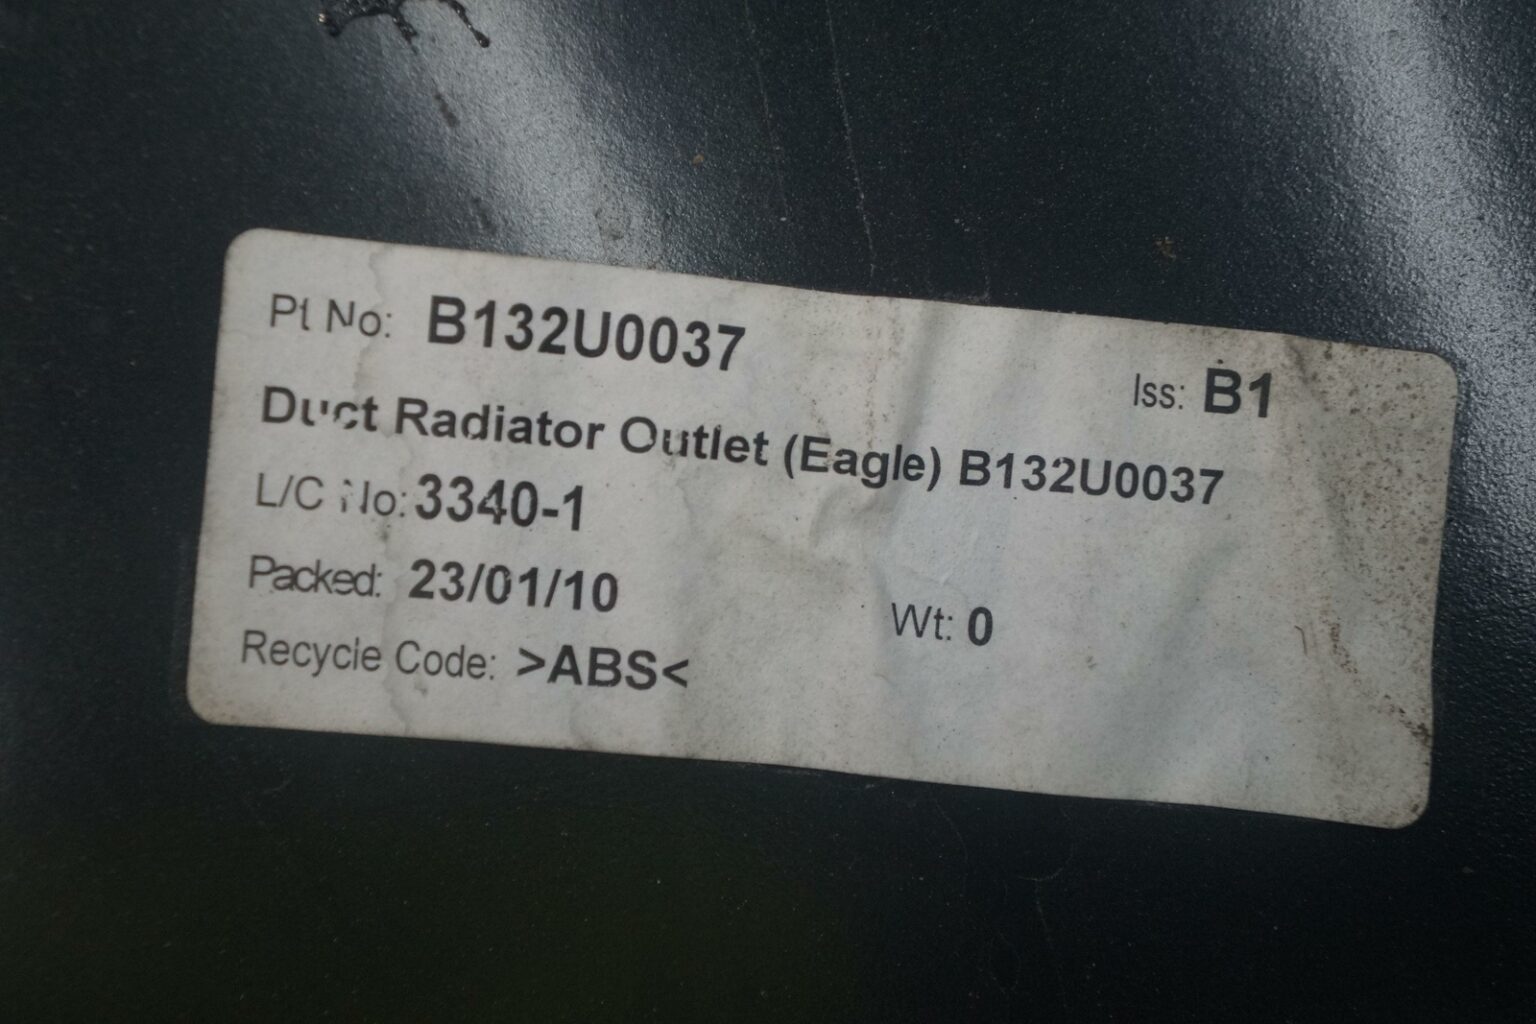 Pt No: B132U0037
Iss: B1
Duct Radiator Outlet (Eagle) B132U0037
L/C No: 3340-1
Packed: 23/01/10
Wt: 0
Recycle Code: >ABS<